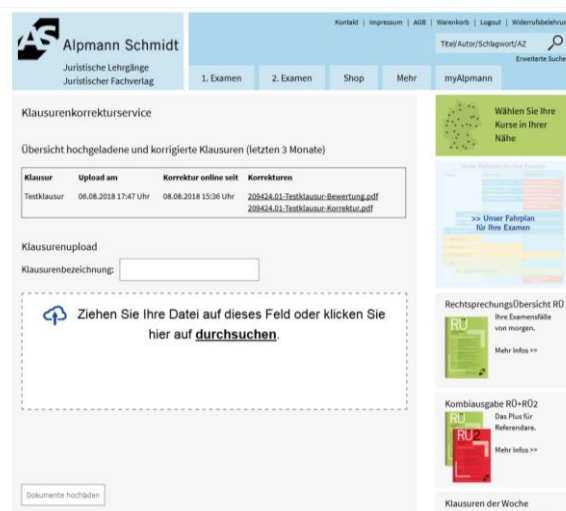 Kontakt | Impressum | AGB | Warenkorb | Logout | Widerrufsbelehrun
AS Alpmann Schmidt
Juristische Lehrgänge
Juristischer Fachverlag
Titel/Autor/Schlagwort/AZ
Erweiterte Suche
1. Examen 2. Examen Shop Mehr myAlpmann
Klausurenkorrekturservice
Übersicht hochgeladene und korrigierte Klausuren (letzten 3 Monate)
Klausur Upload am Korrektur online seit Korrekturen
Testklausur 06.08.2018 17:47 Uhr 08.08.2018 15:36 Uhr 209424.01-Testklausur-Bewertung.pdf
209424.01-Testklausur-Korrektur.pdf
Klausurenupload
Klausurenbezeichnung:
Ziehen Sie Ihre Datei auf dieses Feld oder klicken Sie
hier auf durchsuchen.
Dokumente hochladen
Wählen Sie Ihre
Kurse in Ihrer
Nähe
>> Unser Fahrplan
für Ihre Examen
RechtsprechungsÜbersicht RÜ
RÜ
Ihre Examensfälle
von morgen.
Mehr Infos >>
Kombiausgabe RÜ+RÜ2
RÜ
RÜ2
Das Plus für
Referendare.
Mehr Infos >>
Klausuren der Woche